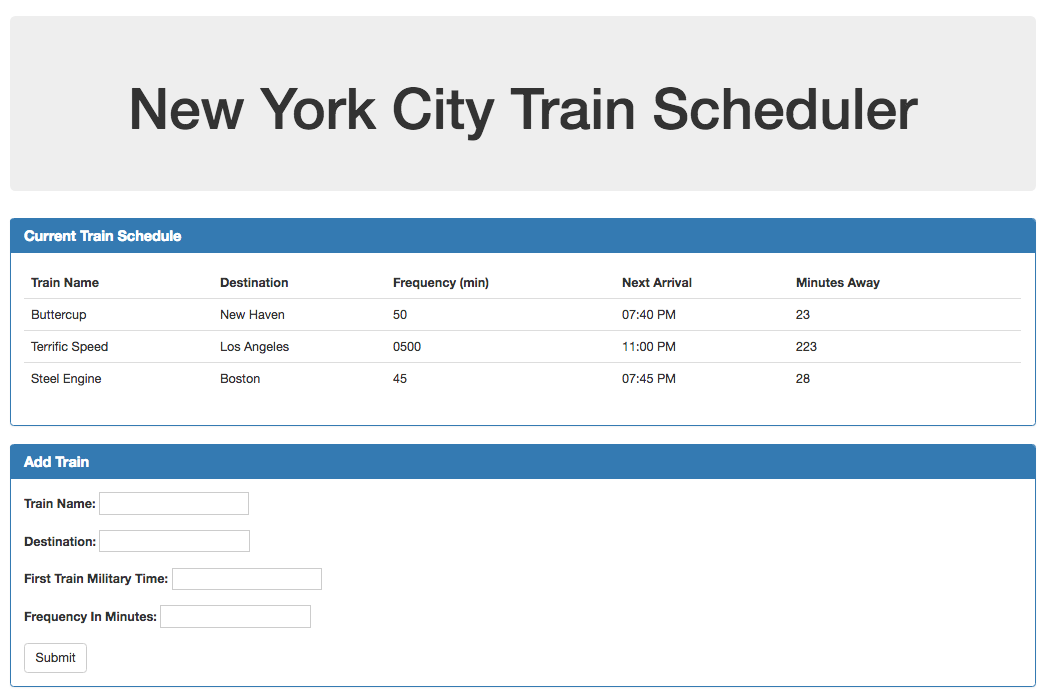 New York City Train Scheduler
Current Train Schedule
Train Name Destination Frequency (min) Next Arrival Minutes Away
Buttercup New Haven 50 07:40 PM 23
Terrific Speed Los Angeles 0500 11:00 PM 223
Steel Engine Boston 45 07:45 PM 28
Add Train
Train Name:
Destination:
First Train Military Time:
Frequency In Minutes:
Submit